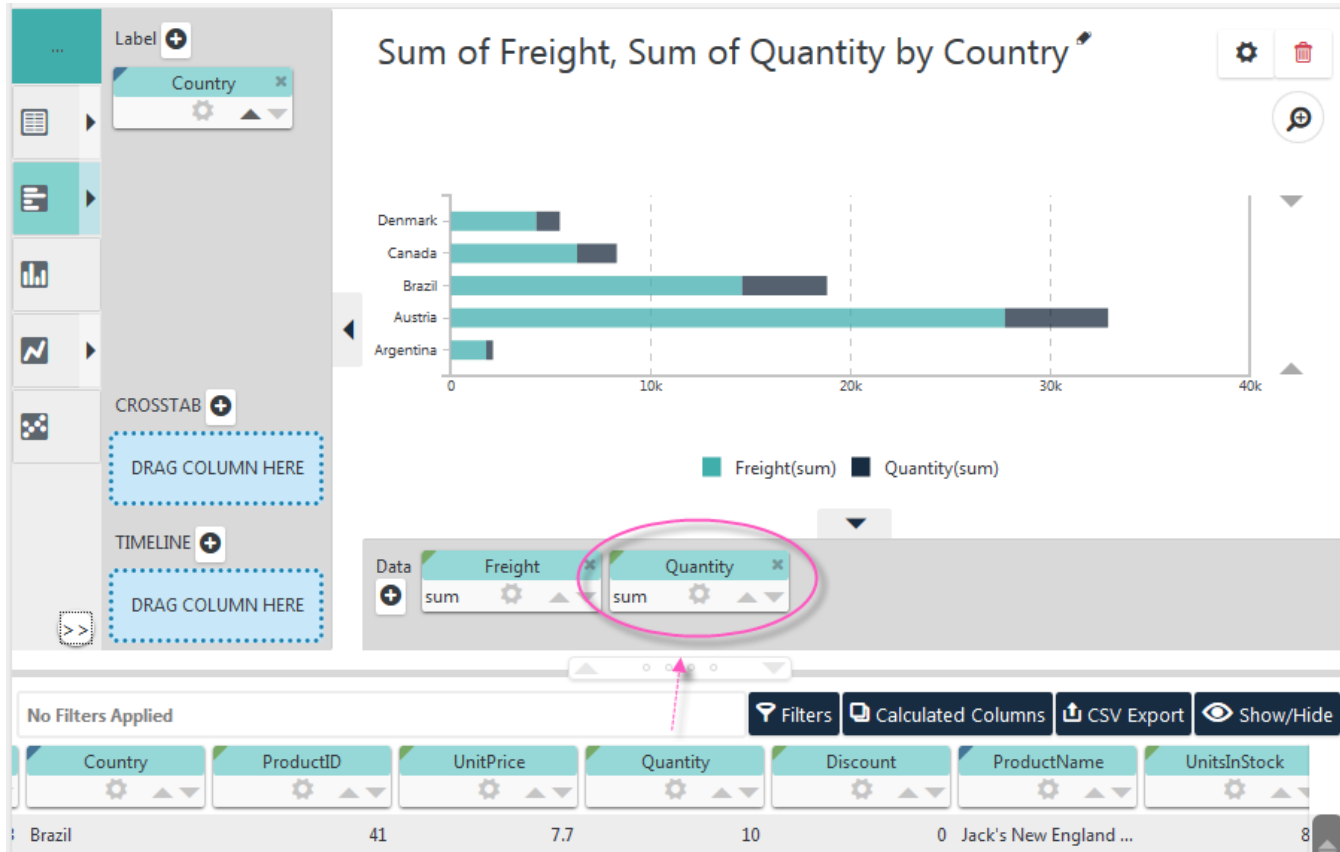 ...
Label
Country
Sum of Freight, Sum of Quantity by Country
Denmark
Canada
Brazil
Austria
Argentina
0 10k 20k 30k 40k
Freight(sum) Quantity(sum)
CROSSTAB
DRAG COLUMN HERE
TIMELINE
DRAG COLUMN HERE
>>
Data
Freight Quantity
sum sum
No Filters Applied
Filters Calculated Columns CSV Export Show/Hide
Country ProductID UnitPrice Quantity Discount ProductName UnitsInStock
Brazil 41 7.7 10 0 Jack's New England ... 8